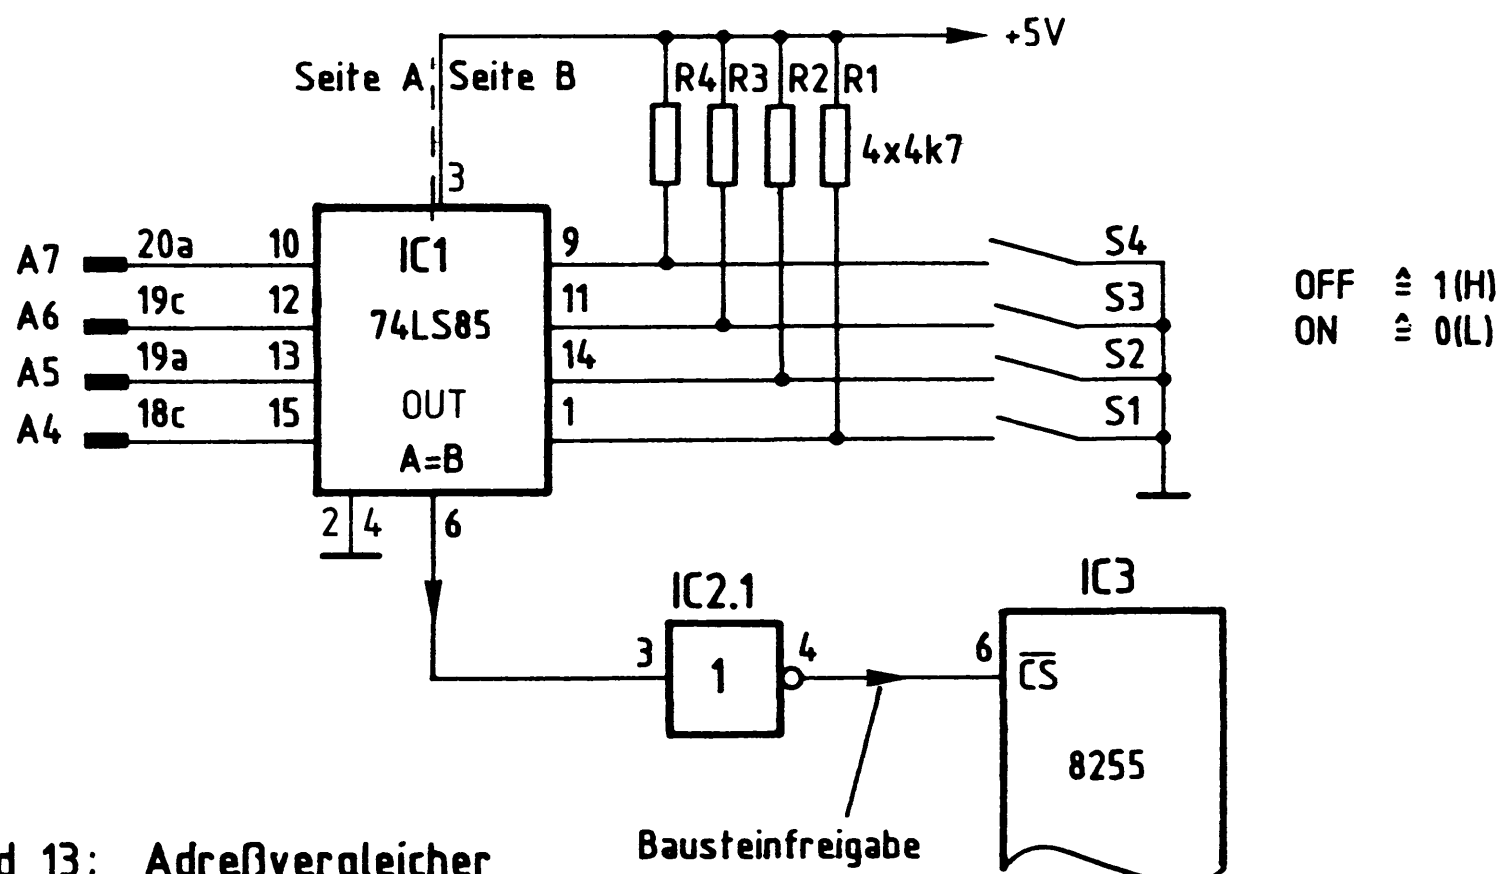 +5V
Seite A Seite B
R4 R3 R2 R1
4x4k7
3
A7 20a 10 IC1 9 S4
OFF ≙ 1(H)
A6 19c 12 74LS85 11 S3
ON ≙ 0(L)
A5 19a 13 14 S2
A4 18c 15 OUT 1 S1
A=B
2 4 6
IC2.1 IC3
3 1 4 6 C̅S̅
8255
Bausteinfreigabe
d 13: Adreßvergleicher